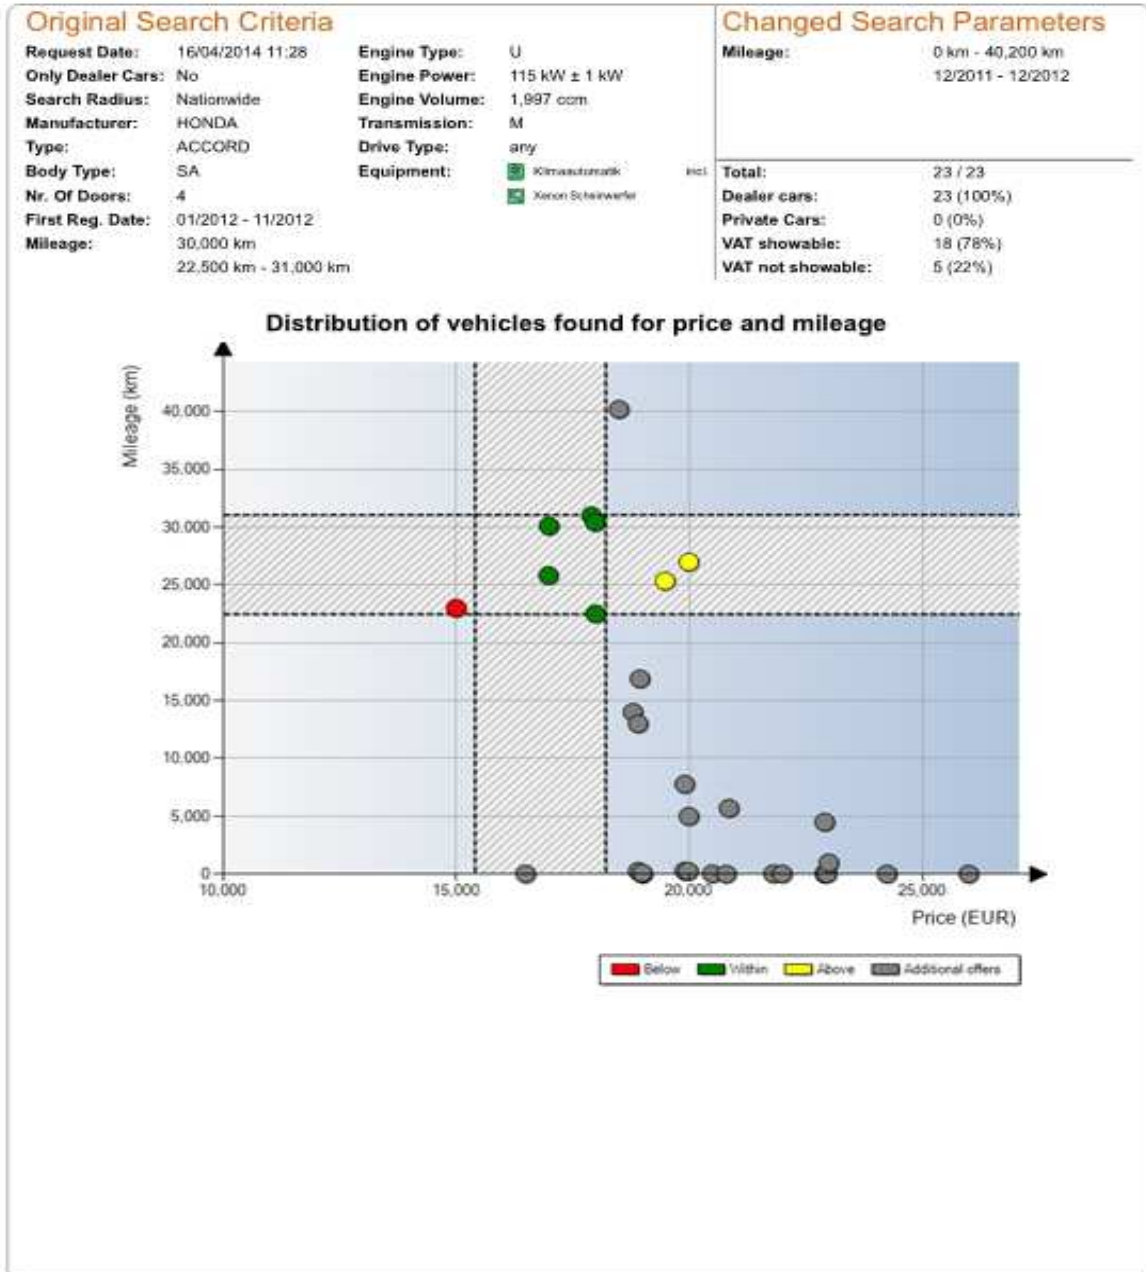 Original Search Criteria
Request Date: 16/04/2014 11:28 Engine Type: U
Only Dealer Cars: No Engine Power: 115 kW ± 1 kW
Search Radius: Nationwide Engine Volume: 1,997 ccm
Manufacturer: HONDA Transmission: M
Type: ACCORD Drive Type: any
Body Type: SA Equipment: Klimaautomatik incl.
Nr. Of Doors: 4 Xenon Scheinwerfer
First Reg. Date: 01/2012 - 11/2012
Mileage: 30,000 km
22,500 km - 31,000 km
Changed Search Parameters
Mileage: 0 km - 40,200 km
12/2011 - 12/2012
Total: 23 / 23
Dealer cars: 23 (100%)
Private Cars: 0 (0%)
VAT showable: 18 (78%)
VAT not showable: 5 (22%)
Distribution of vehicles found for price and mileage
Mileage (km)
40.000
35,000
30.000
25,000
20,000
15,000
10.000
5,000
0
10.000 15,000 20.000 25,000
Price (EUR)
Below Within Above Additional offers